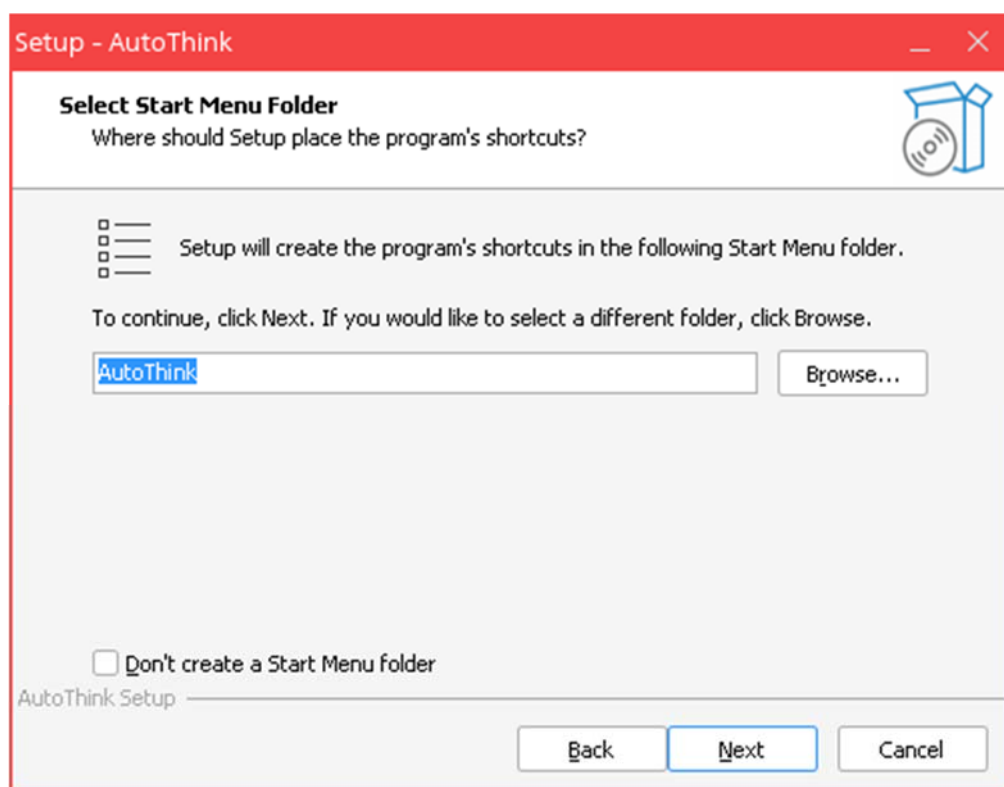 Setup - AutoThink
Select Start Menu Folder
Where should Setup place the program's shortcuts?
Setup will create the program's shortcuts in the following Start Menu folder.
To continue, click Next. If you would like to select a different folder, click Browse.
AutoThink
Browse...
Don't create a Start Menu folder
AutoThink Setup
Back
Next
Cancel